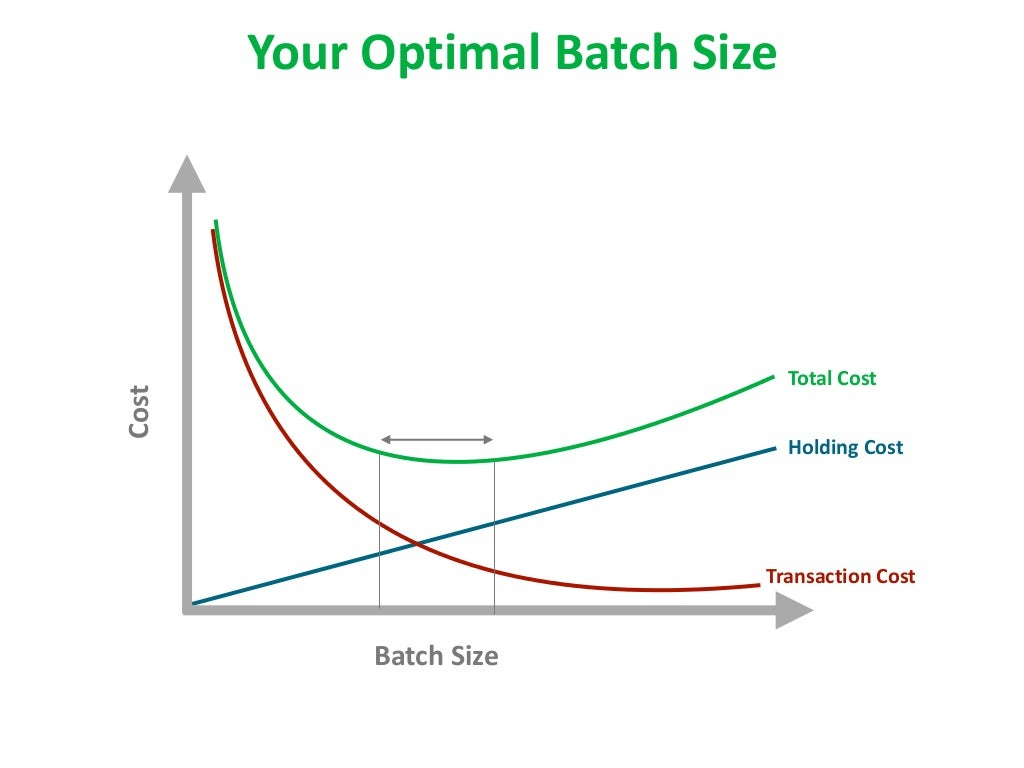 Your Optimal Batch Size
Total Cost
Cost
Holding Cost
Transaction Cost
Batch Size